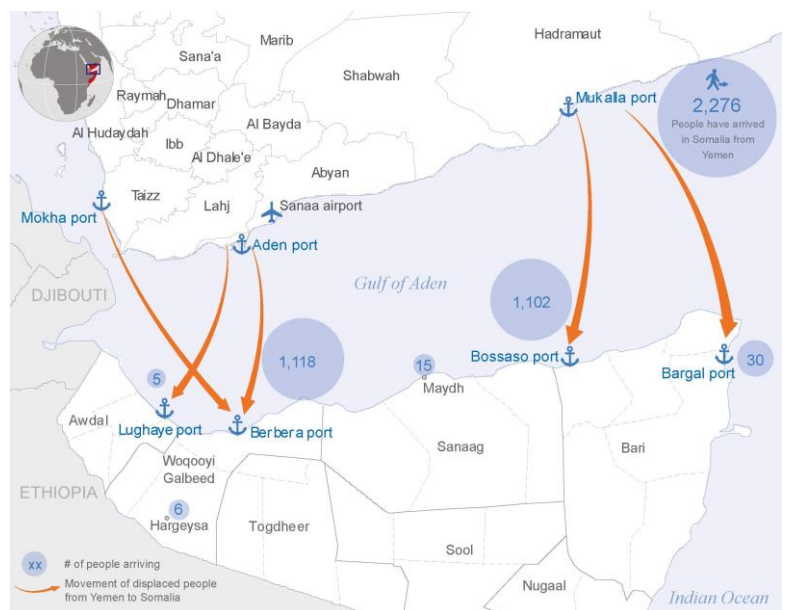 Marib
Hadramaut
Sana'a
Shabwah
Mukalla port
2,276
People have arrived
in Somalia from
Yemen
Raymah
Dhamar
Al Hudaydah
Ibb
Al Bayda
Al Dhale'e
Abyan
Taizz
Lahj
Sanaa airport
Mokha port
Aden port
DJIBOUTI
Gulf of Aden
1,102
1,118
5
15
30
Bossaso port
Bargal port
Maydh
Awdal
Lughaye port
Berbera port
Sanaag
Bari
Woqooyi
Galbeed
ETHIOPIA
6
Hargeysa
Togdheer
Sool
Nugaal
xx
# of people arriving
Movement of displaced people
from Yemen to Somalia
Indian Ocean